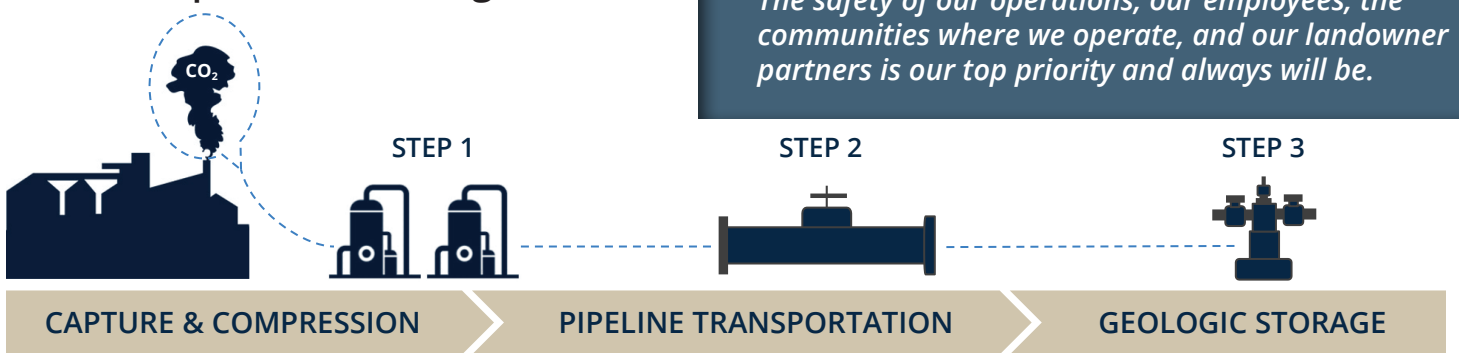 The safety of our operations, our employees, the
communities where we operate, and our landowner
partners is our top priority and always will be.
CO₂
STEP 1
STEP 2
STEP 3
CAPTURE & COMPRESSION
PIPELINE TRANSPORTATION
GEOLOGIC STORAGE